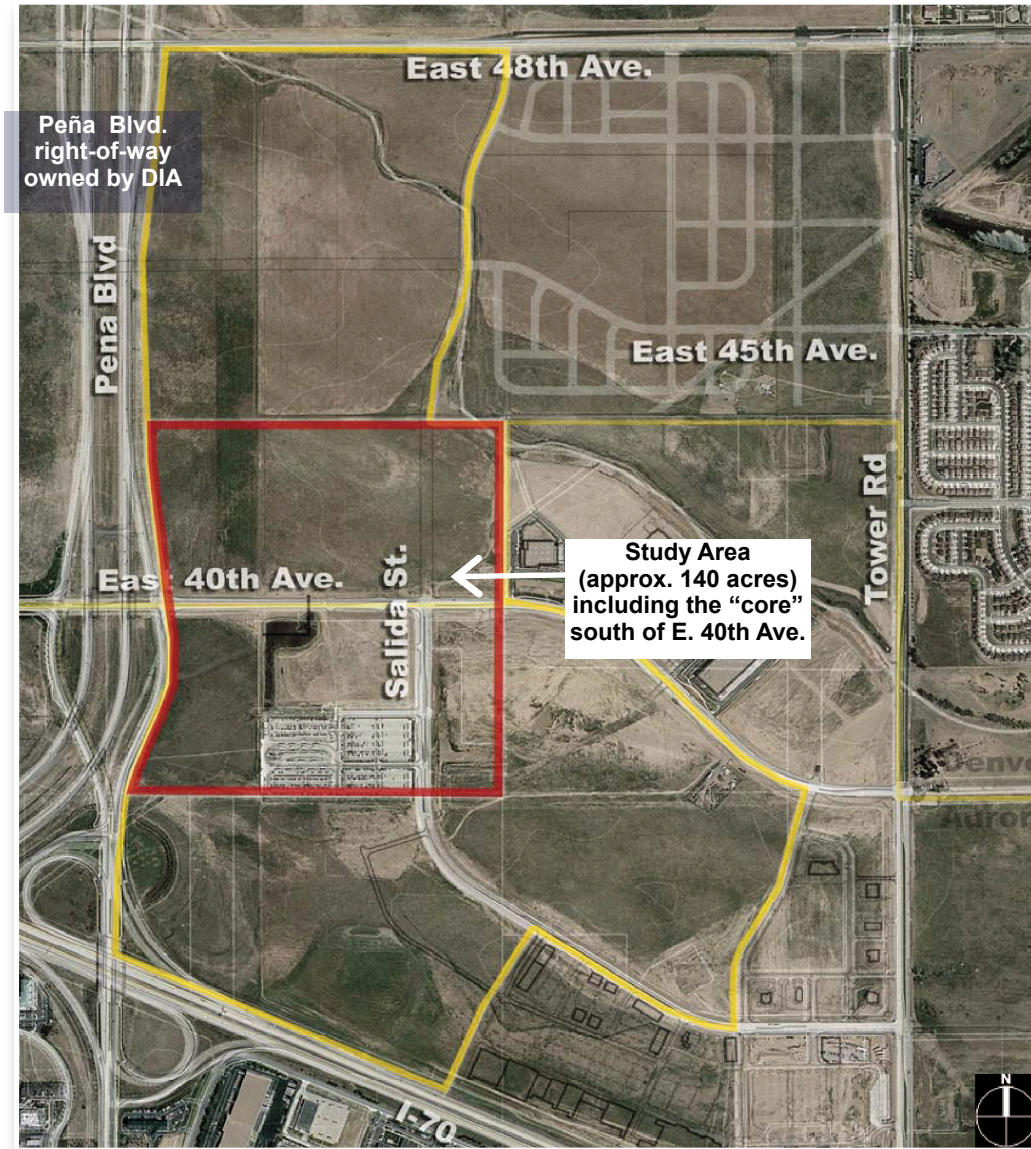 East 48th Ave.
Peña Blvd.
right-of-way
owned by DIA
Pena Blvd
East 45th Ave.
Tower Rd
Study Area
(approx. 140 acres)
including the “core”
south of E. 40th Ave.
East 40th Ave.
Salida St.
I-70
N